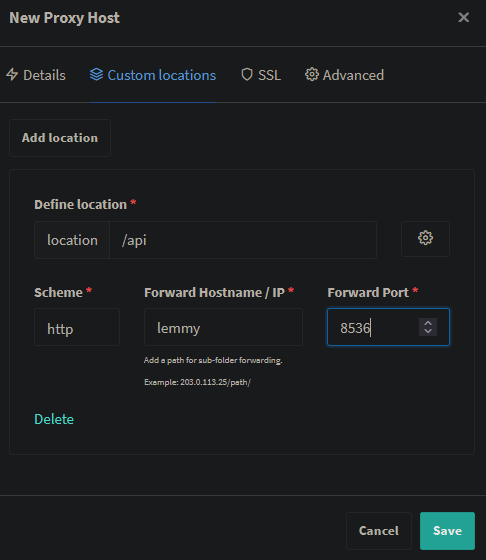 New Proxy Host
Details Custom locations SSL Advanced
Add location
Define location *
location /api
Scheme * Forward Hostname / IP * Forward Port *
http lemmy 8536
Add a path for sub-folder forwarding.
Example: 203.0.113.25/path/
Delete
Cancel Save